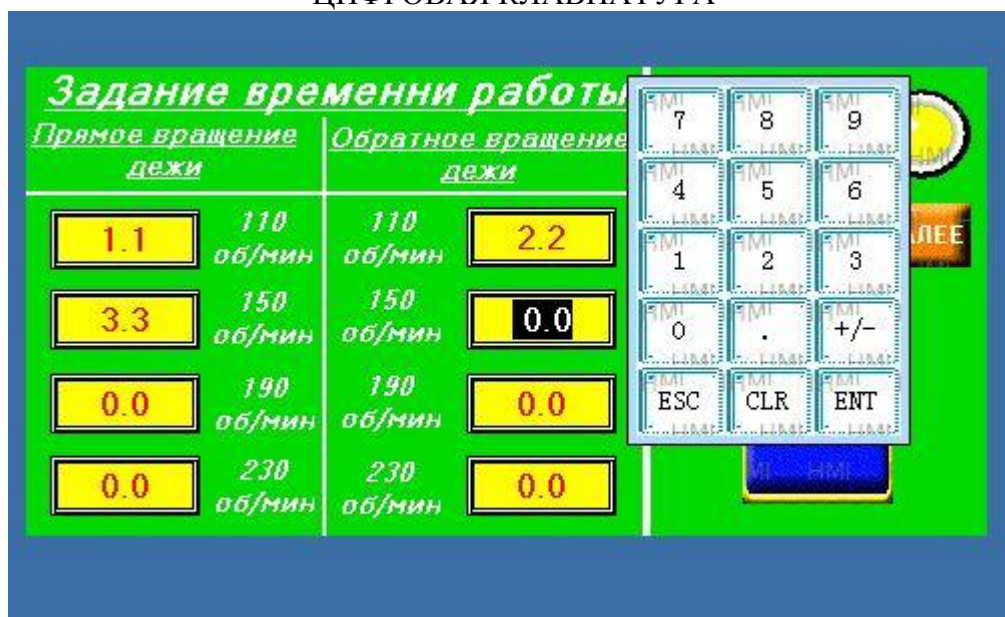 ЦИФРОВАЯ КЛАВИАТУРА
Задание временни работы
Прямое вращение
дежи
Обратное вращение
дежи
1.1 110 об/мин
110 об/мин 2.2
3.3 150 об/мин
150 об/мин 0.0
0.0 190 об/мин
190 об/мин 0.0
0.0 230 об/мин
230 об/мин 0.0
7 8 9
4 5 6
1 2 3
0 . +/-
ESC CLR ENT
HMI